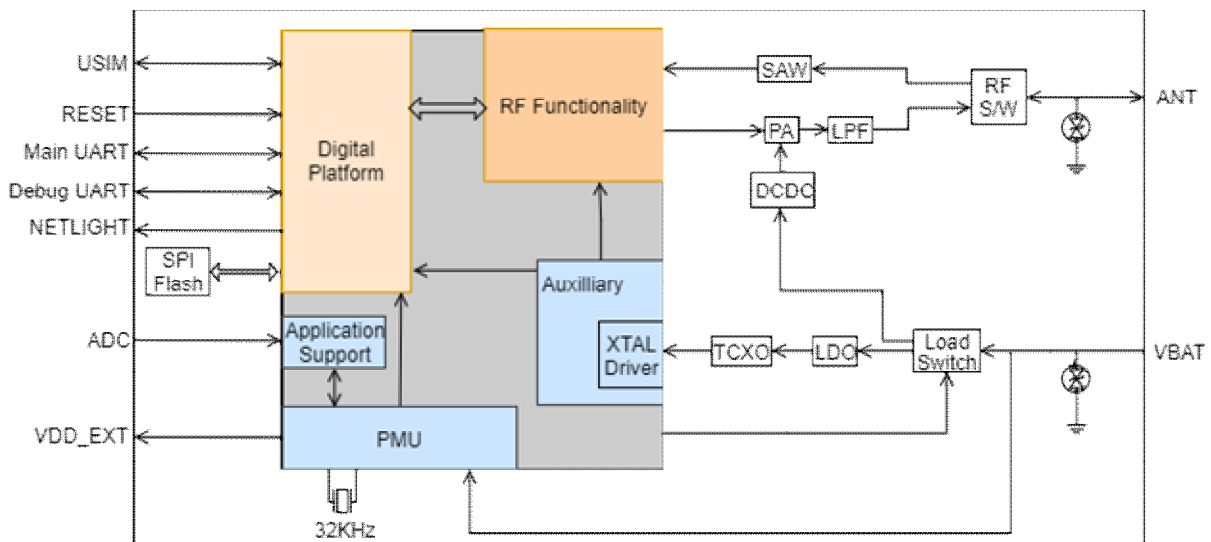 USIM
RESET
Main UART
Debug UART
NETLIGHT
SPI
Flash
ADC
VDD_EXT
Digital
Platform
RF Functionality
Application
Support
Auxilliary
XTAL
Driver
PMU
32KHz
SAW
PA
LPF
DCDC
RF
S/W
ANT
TCXO
LDO
Load
Switch
VBAT